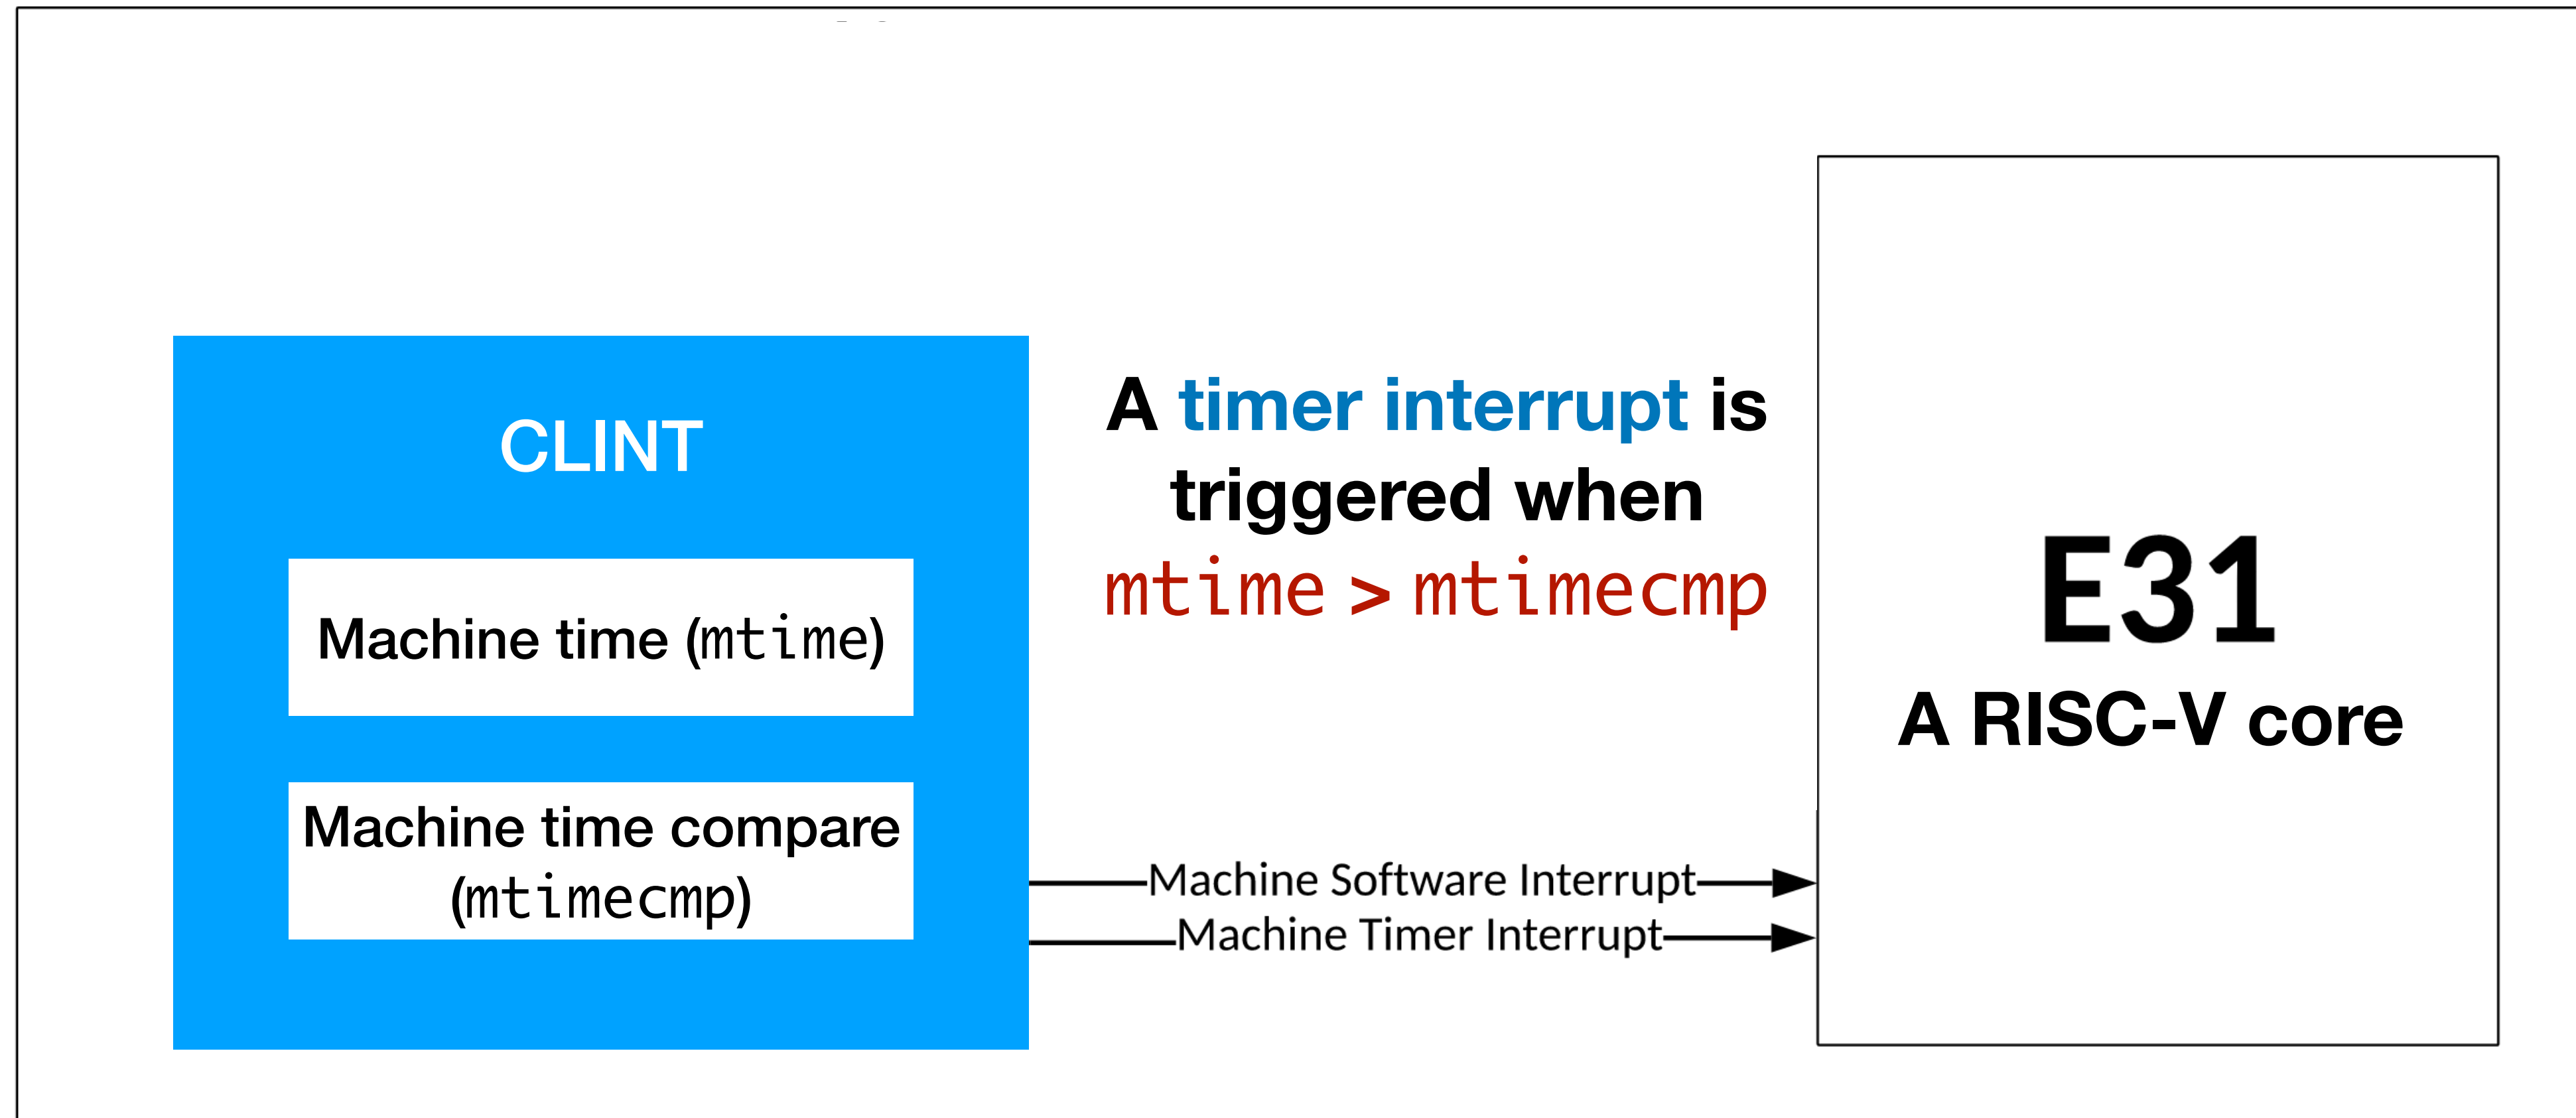 CLINT
Machine time (mtime)
Machine time compare
(mtimecmp)
A timer interrupt is
triggered when
mtime > mtimecmp
Machine Software Interrupt
Machine Timer Interrupt
E31
A RISC-V core